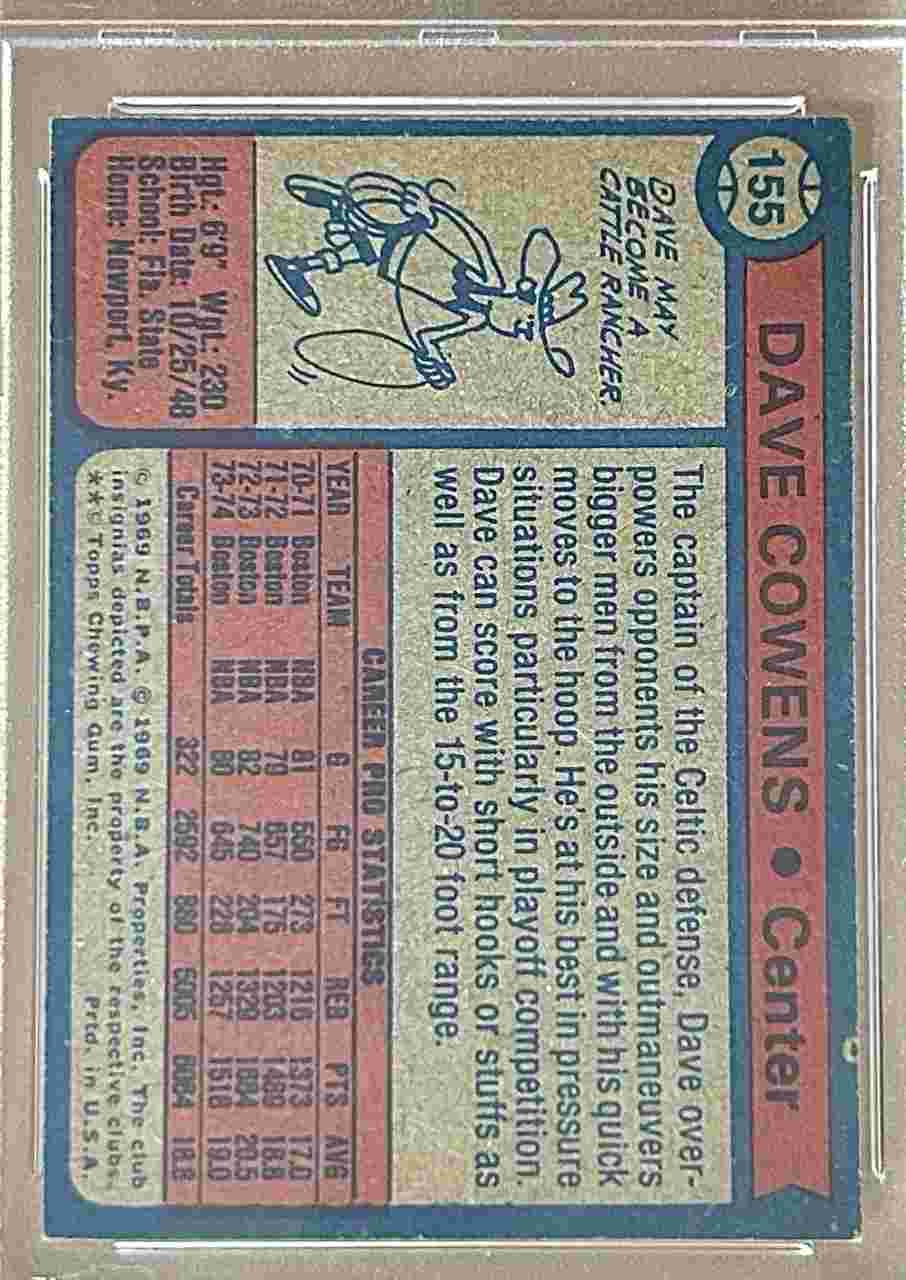 155
DAVE COWENS • Center
DAVE MAY
BECOME A
CATTLE RANCHER.
Hgt.: 6'9" Wgt.: 230
Birth Date: 10/25/48
School: Fla. State
Home: Newport, Ky.
The captain of the Celtic defense, Dave over-
powers opponents his size and outmaneuvers
bigger men from the outside and with his quick
moves to the hoop. He's at his best in pressure
situations particularly in playoff competition.
Dave can score with short hooks or stuffs as
well as from the 15-to-20 foot range.
CAREER PRO STATISTICS
YEAR TEAM G FG FT REB PTS AVG
70-71 Boston NBA 81 550 273 1216 1373 17.0
71-72 Boston NBA 79 657 175 1203 1489 18.8
72-73 Boston NBA 82 740 204 1329 1684 20.5
73-74 Boston NBA 80 645 228 1257 1518 19.0
Career Totals 322 2592 880 5005 6064 18.8
© 1969 N.B.P.A. © 1969 N.B.A. Properties, Inc. The club
insignias depicted are the property of the respective clubs.
**© Topps Chewing Gum, Inc. Prtd. in U.S.A.